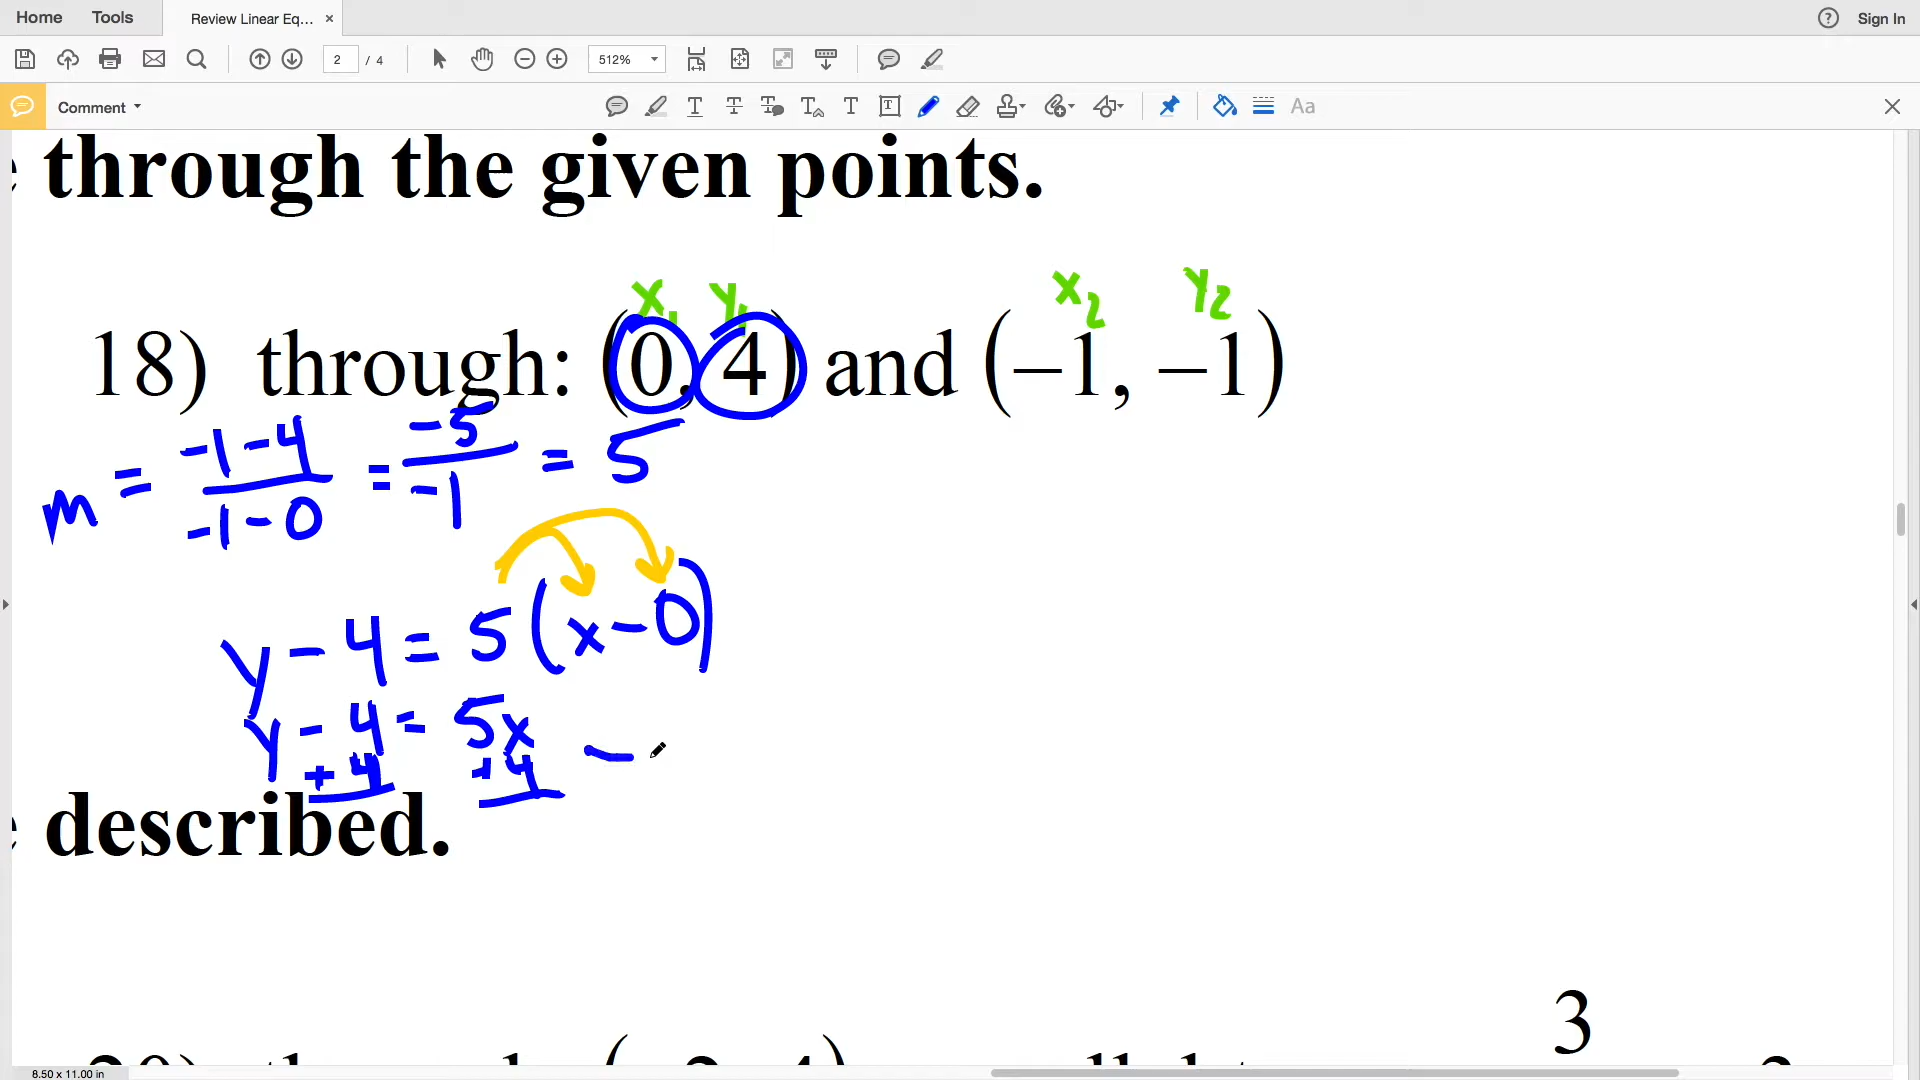 Home Tools Review Linear Eq... × ? Sign In
2 / 4 512%
Comment Aa
through the given points.
x₁ y₁ x₂ y₂
18) through: (0, 4) and (−1, −1)
m = -1-4 / -1-0 = -5 / -1 = 5
y - 4 = 5(x-0)
y - 4 = 5x
+ 4 +4 -
described.
3
8.50 x 11.00 in